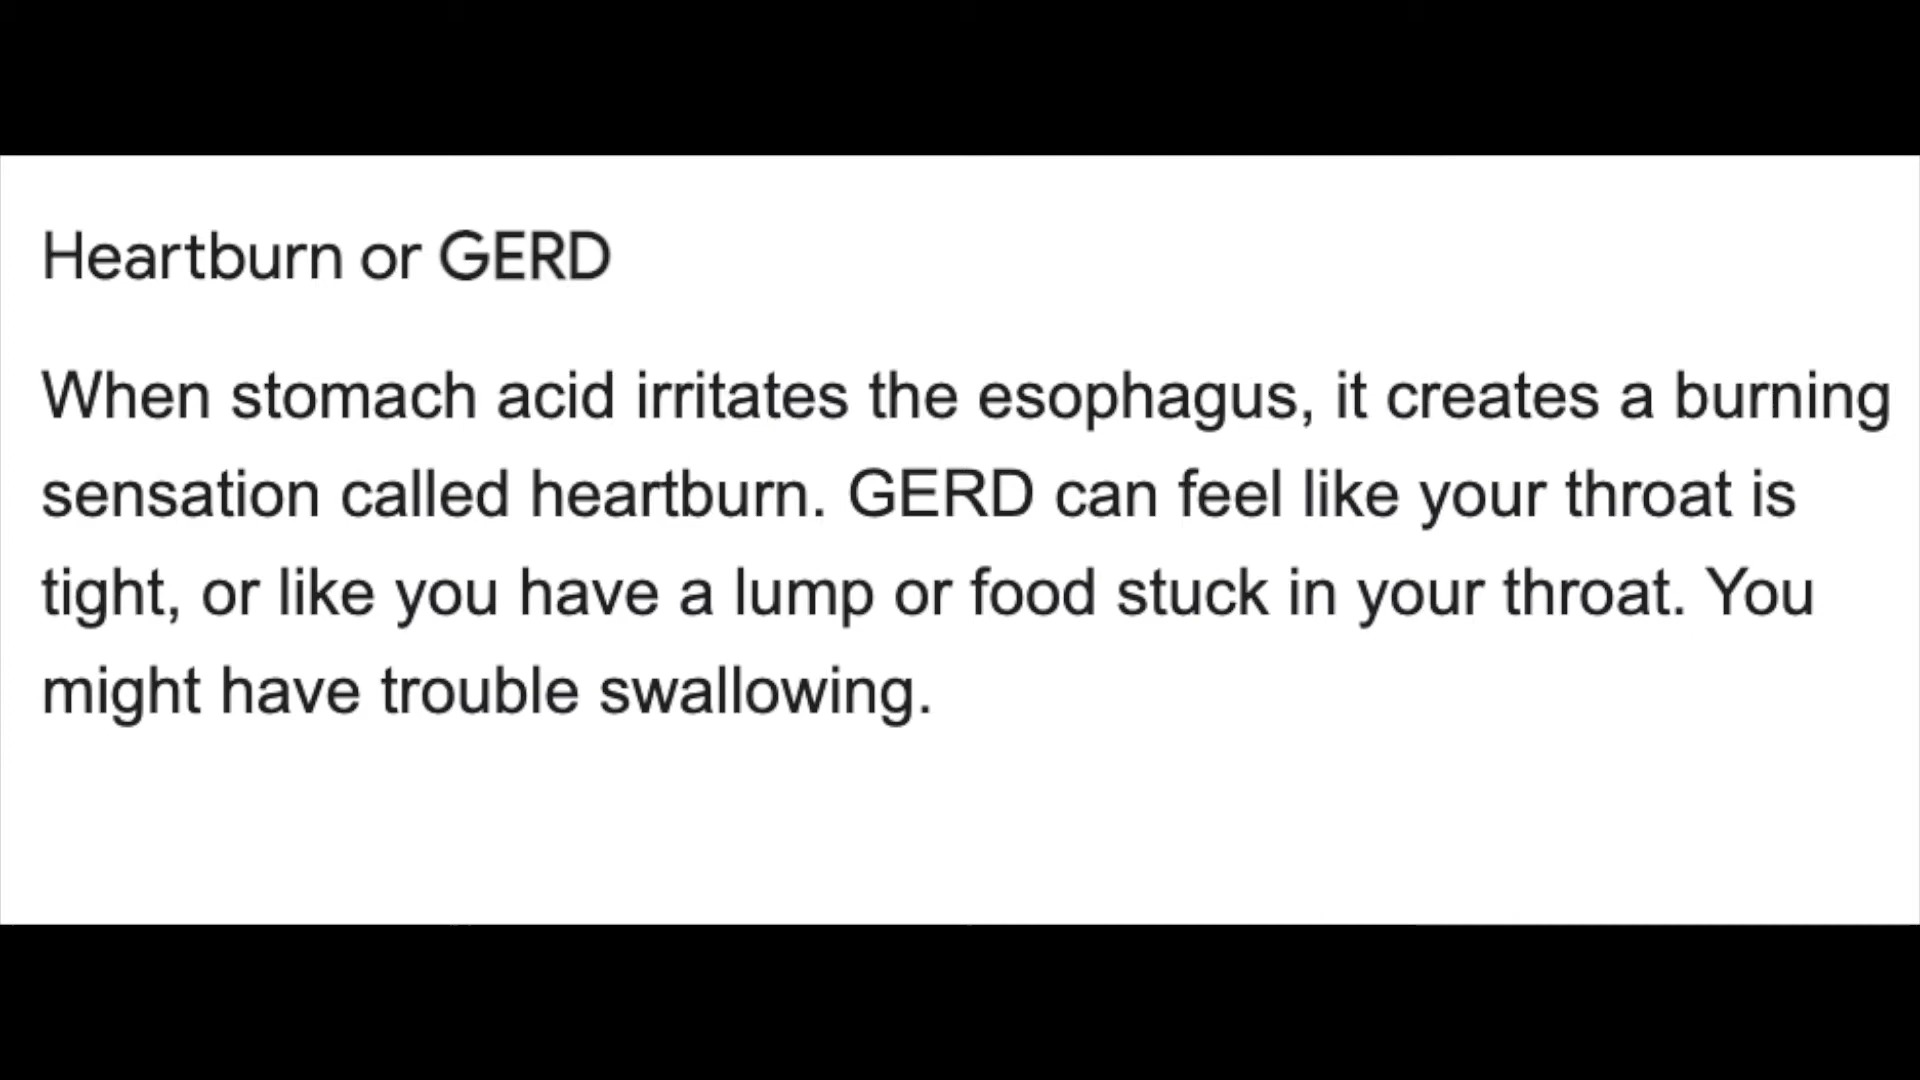 Heartburn or GERD
When stomach acid irritates the esophagus, it creates a burning
sensation called heartburn. GERD can feel like your throat is
tight, or like you have a lump or food stuck in your throat. You
might have trouble swallowing.